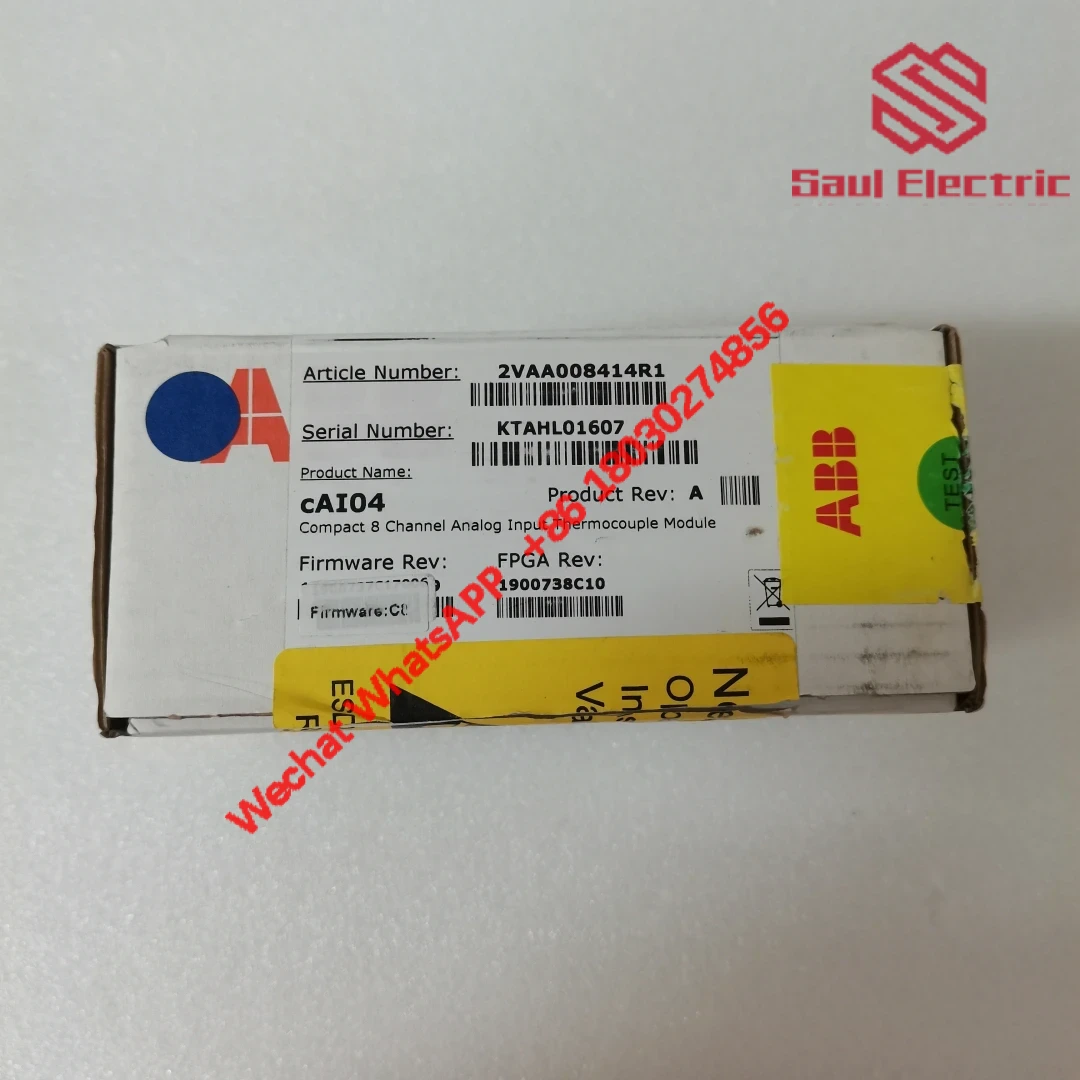 Saul Electric
Article Number: 2VAA008414R1
Serial Number: KTAHL01607
Product Name:
cAI04
Product Rev: A
Compact 8 Channel Analog Input Thermocouple Module
Firmware Rev:
FPGA Rev:
1900738C10
Firmware:C8
ABB
TEST
Wechat WhatsAPP +86 18030274856